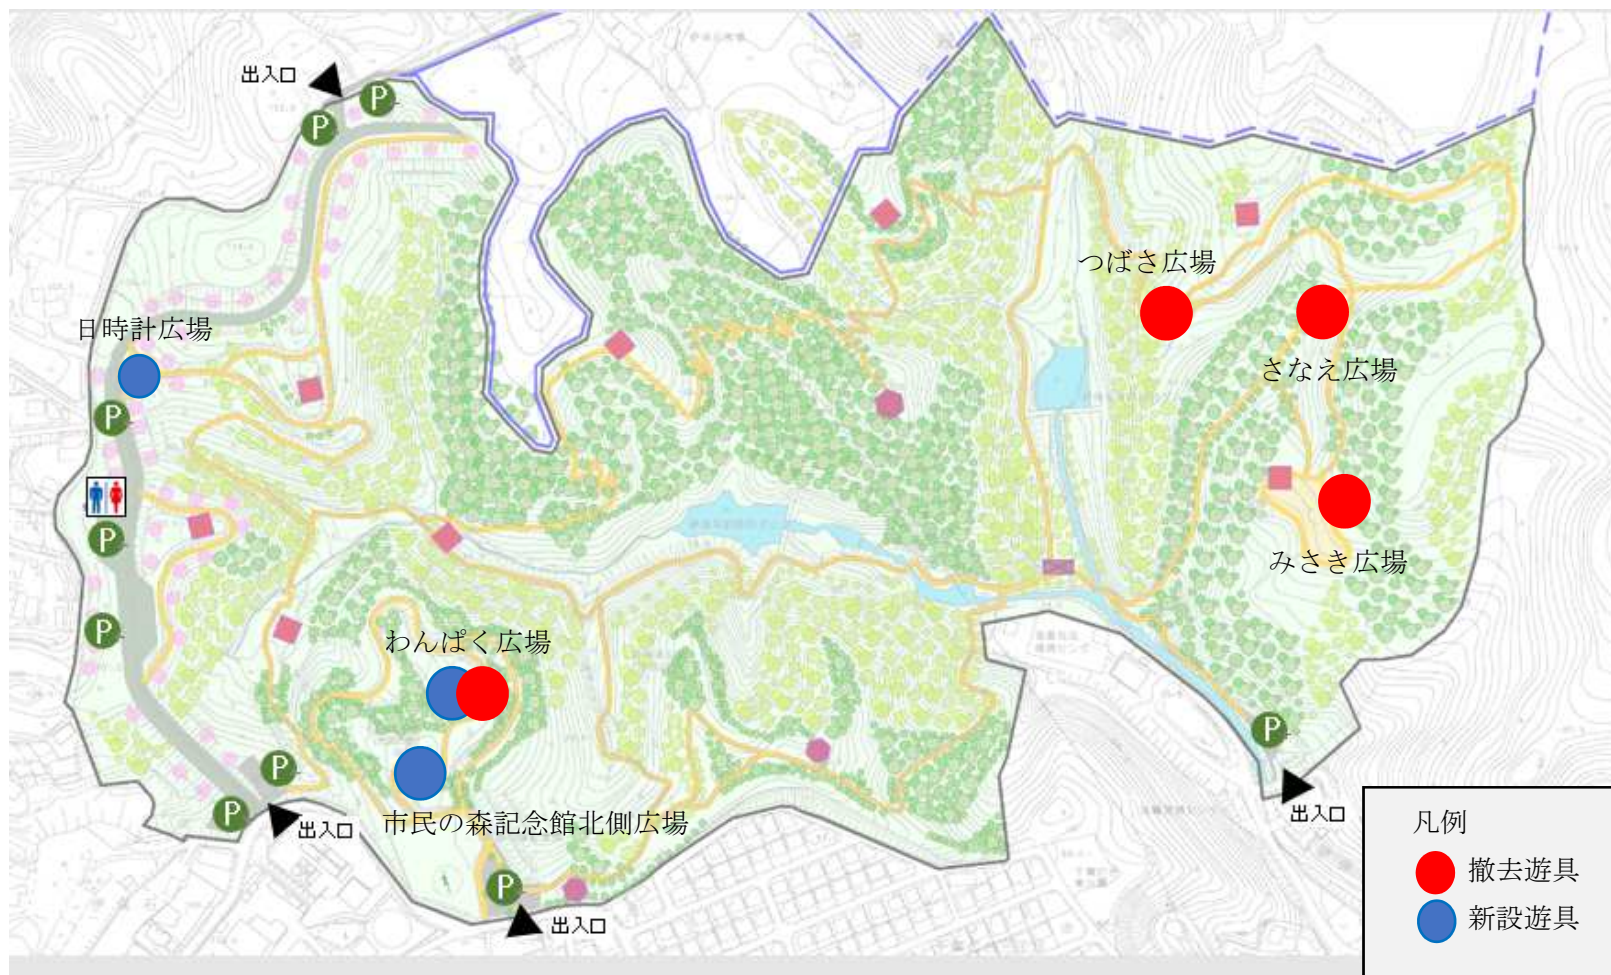 出入口
P
P
つばさ広場
日時計広場
さなえ広場
P
P
みさき広場
P
わんぱく広場
P
P
P
出入口
出入口
市民の森記念館北側広場
P
出入口
凡例
撤去遊具
新設遊具